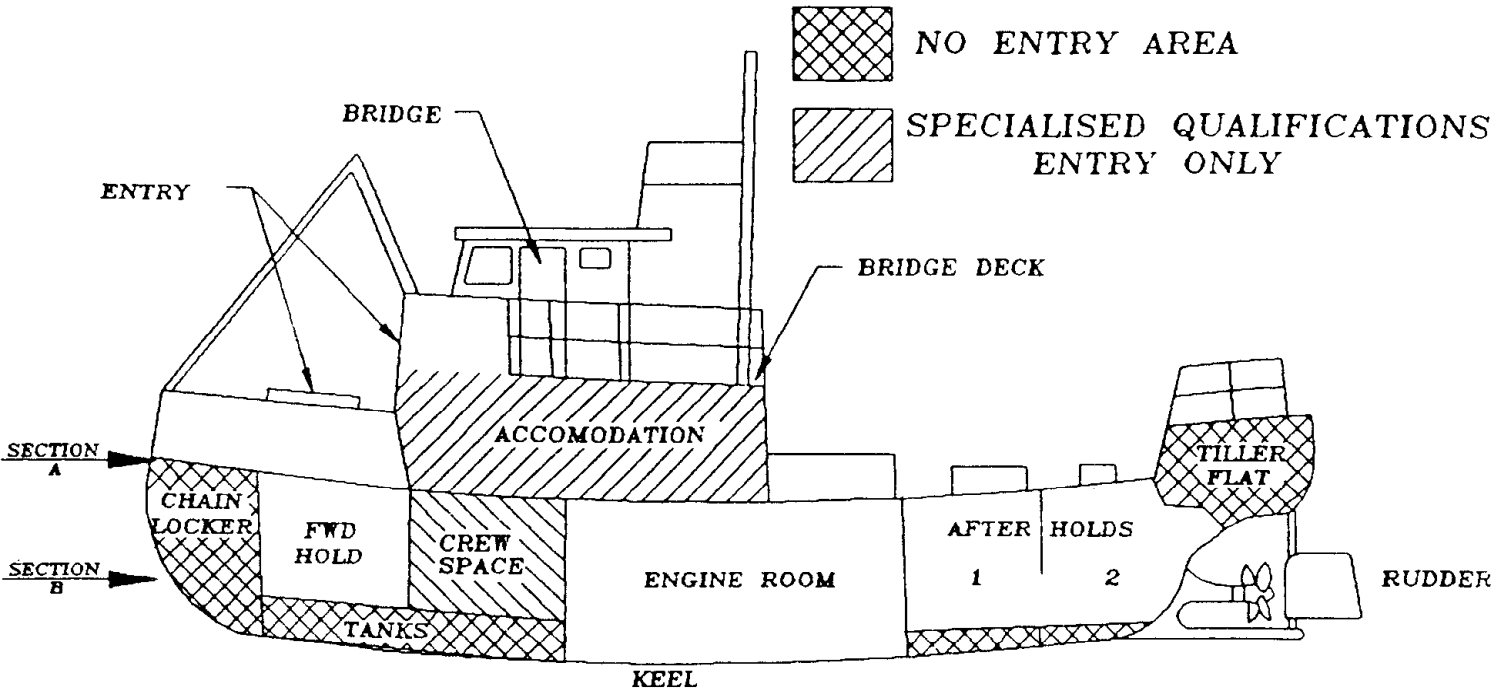 NO ENTRY AREA
SPECIALISED QUALIFICATIONS
ENTRY ONLY
BRIDGE
ENTRY
BRIDGE DECK
ACCOMODATION
SECTION
A
TILLER
FLAT
CHAIN
LOCKER
FWD
HOLD
CREW
SPACE
AFTER HOLDS
SECTION
B
ENGINE ROOM
1 2
RUDDER
TANKS
KEEL